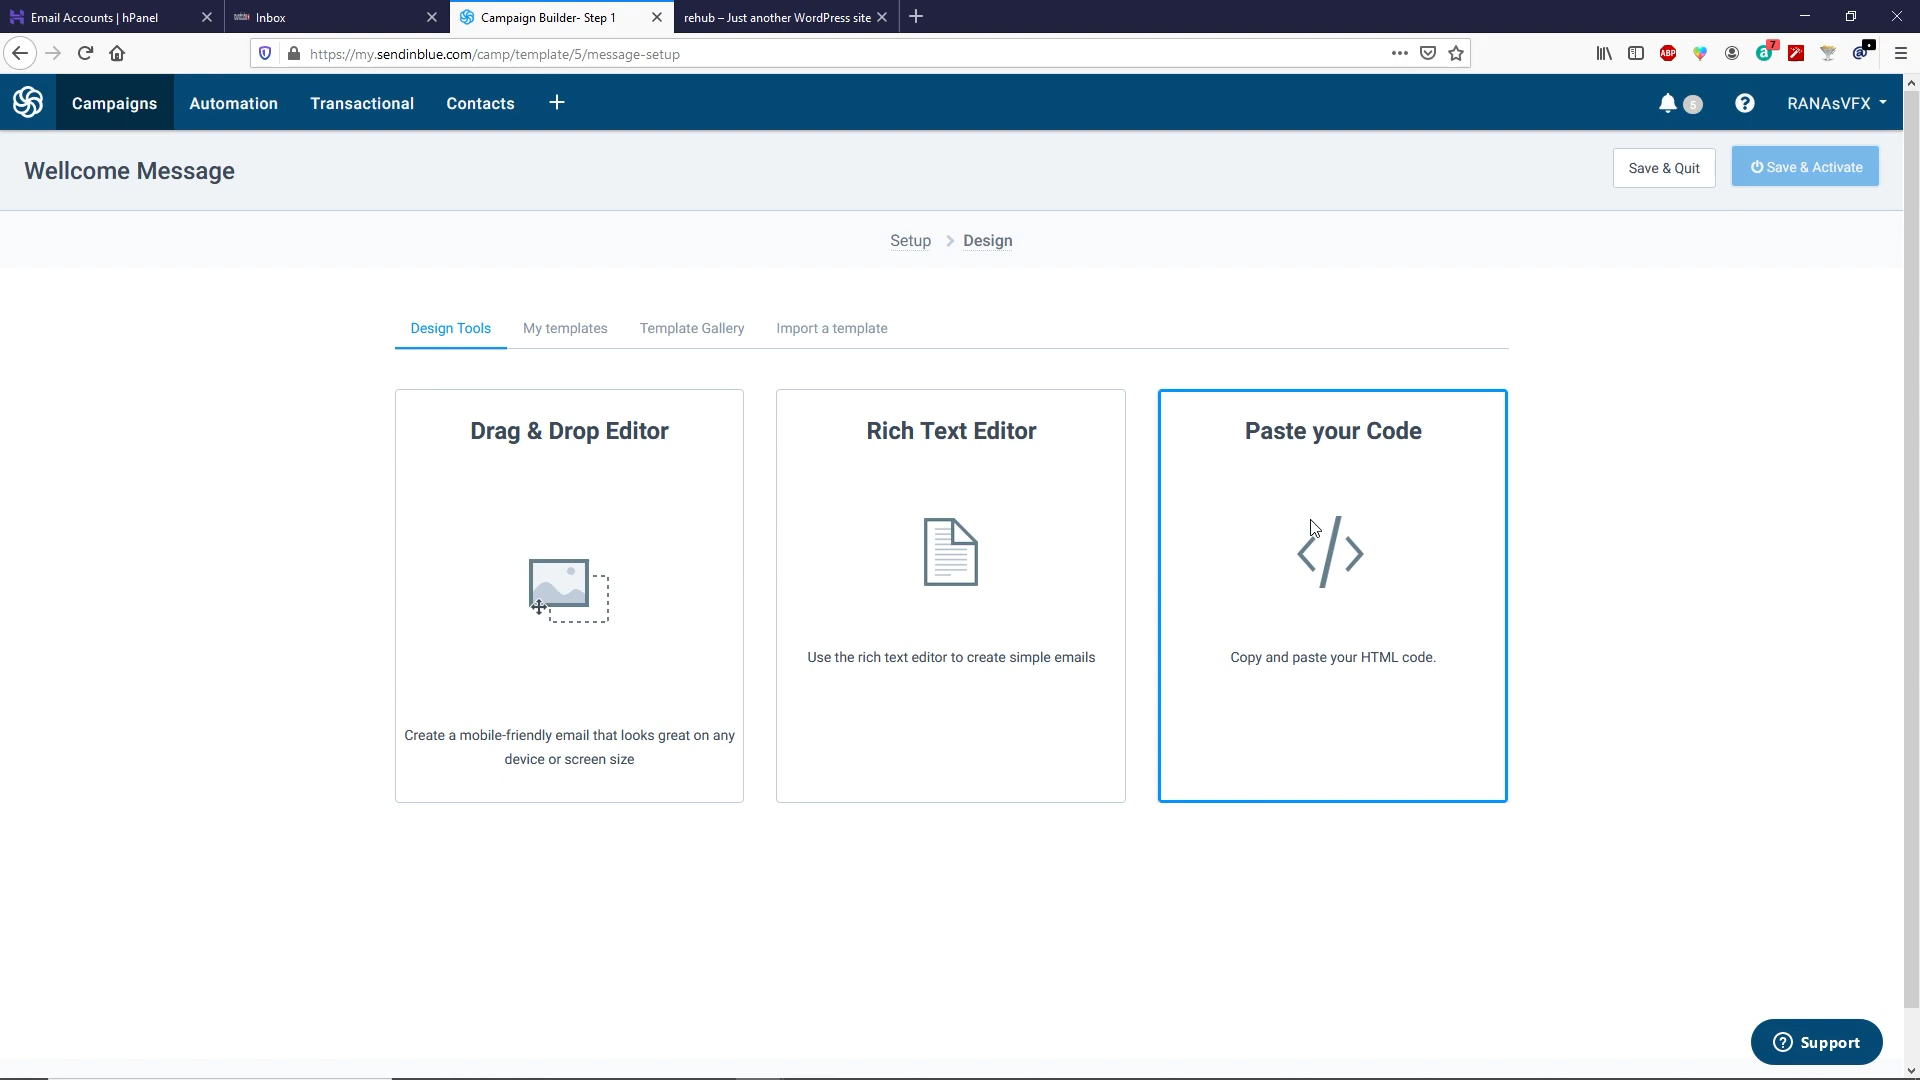 Email Accounts | hPanel
Inbox
Campaign Builder- Step 1
rehub – Just another WordPress site
https://my.sendinblue.com/camp/template/5/message-setup
ABP
7
Campaigns
Automation
Transactional
Contacts
5
RANAsVFX
Wellcome Message
Save & Quit
Save & Activate
Setup
Design
Design Tools
My templates
Template Gallery
Import a template
Drag & Drop Editor
Create a mobile-friendly email that looks great on any
device or screen size
Rich Text Editor
Use the rich text editor to create simple emails
Paste your Code
Copy and paste your HTML code.
Support